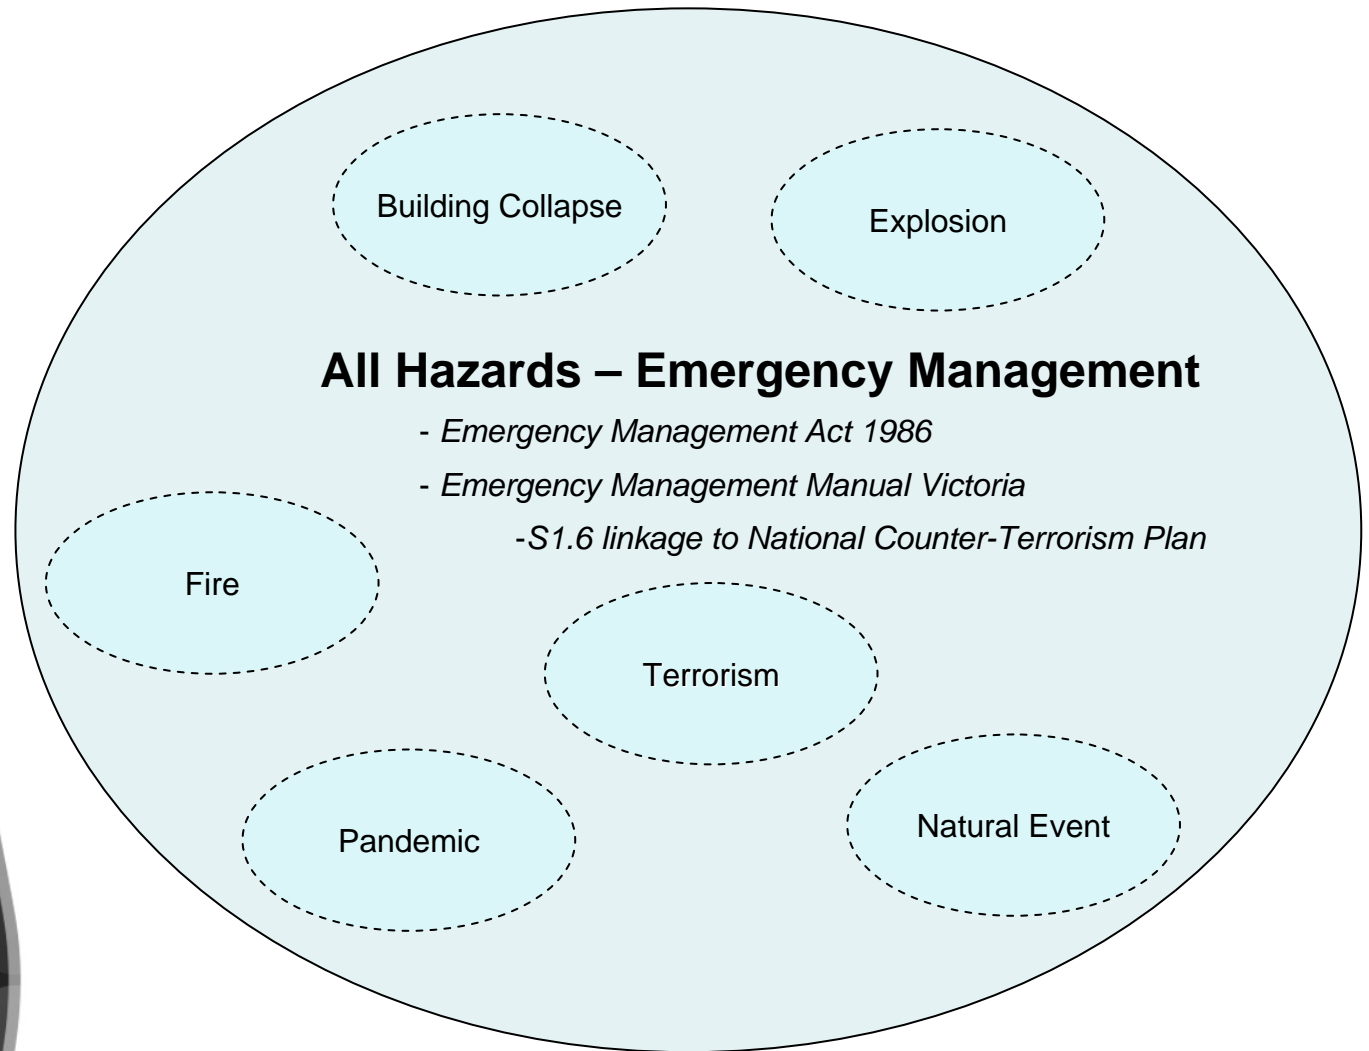 Building Collapse
Explosion
All Hazards – Emergency Management
- Emergency Management Act 1986
- Emergency Management Manual Victoria
-S1.6 linkage to National Counter-Terrorism Plan
Fire
Terrorism
Pandemic
Natural Event